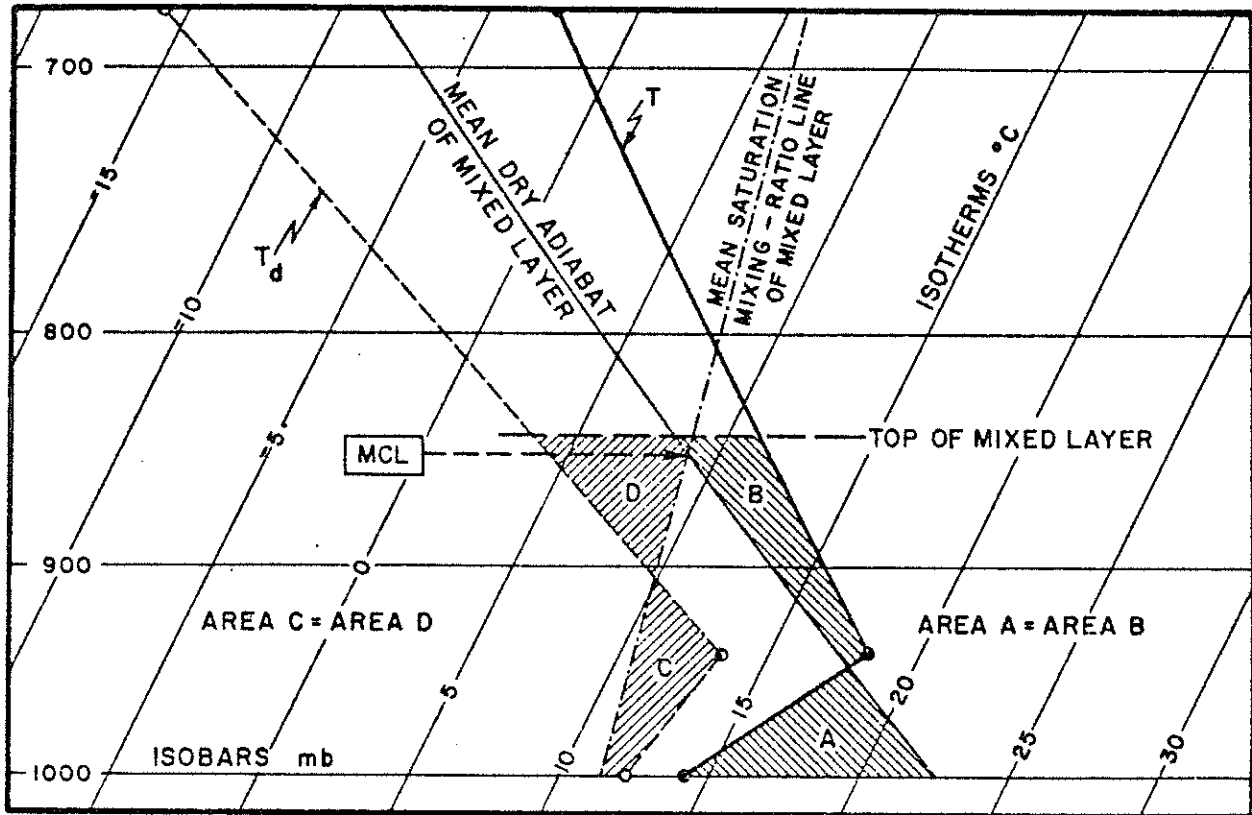 700
800
900
1000
-15
-10
-5
0
5
10
15
20
25
30
T
T d
MEAN DRY ADIABAT
OF MIXED LAYER
MEAN SATURATION
MIXING - RATIO LINE
OF MIXED LAYER
ISOTHERMS °C
MCL
TOP OF MIXED LAYER
D
B
C
A
AREA C = AREA D
AREA A = AREA B
ISOBARS mb